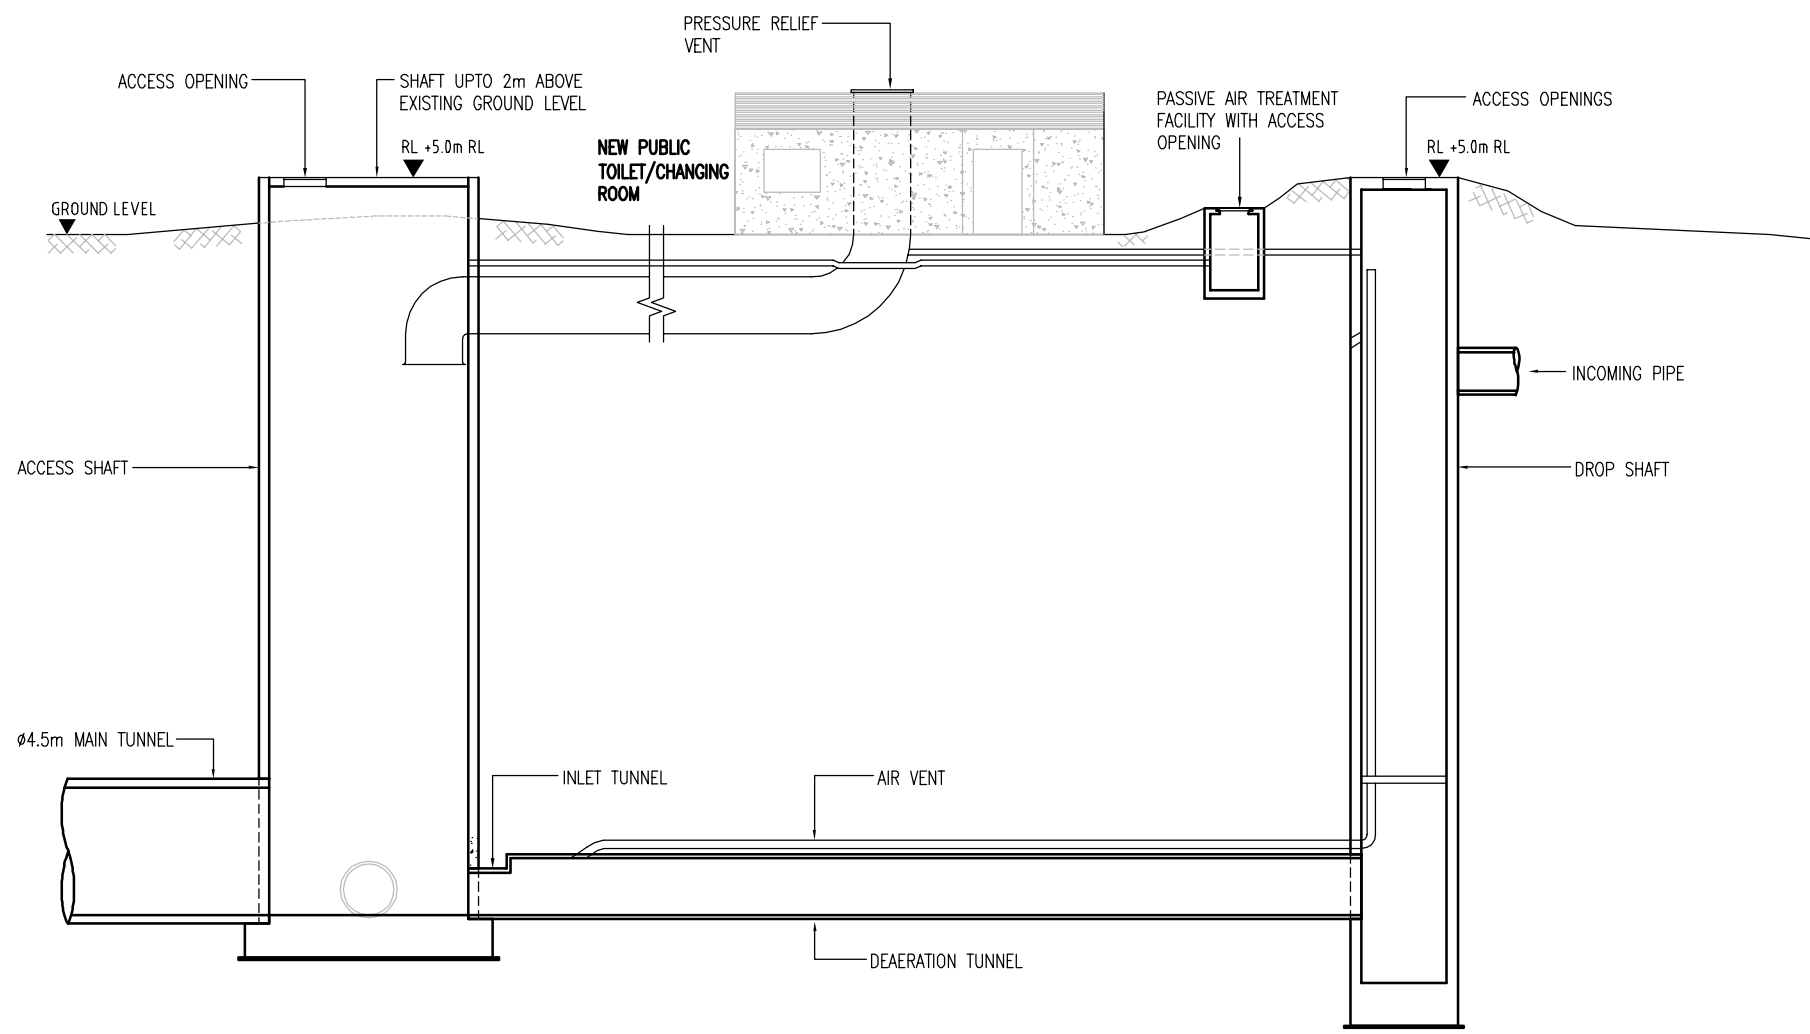 PRESSURE RELIEF
VENT
ACCESS OPENING
SHAFT UPTO 2m ABOVE
EXISTING GROUND LEVEL
PASSIVE AIR TREATMENT
FACILITY WITH ACCESS
OPENING
ACCESS OPENINGS
RL +5.0m RL
NEW PUBLIC
TOILET/CHANGING
ROOM
RL +5.0m RL
GROUND LEVEL
INCOMING PIPE
ACCESS SHAFT
DROP SHAFT
ø4.5m MAIN TUNNEL
INLET TUNNEL
AIR VENT
DEAERATION TUNNEL